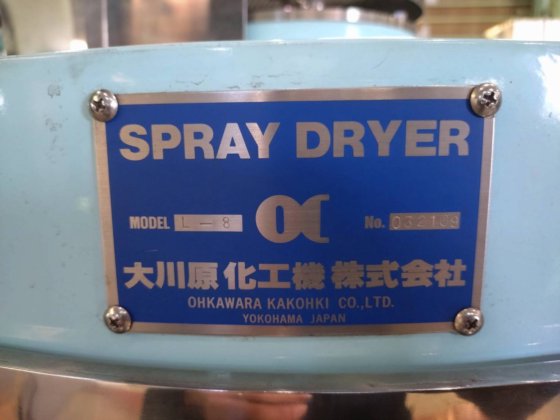 SPRAY DRYER
MODEL L-8 No. 032139
大川原化工機株式会社
OHKAWARA KAKOHKI CO.,LTD.
YOKOHAMA JAPAN